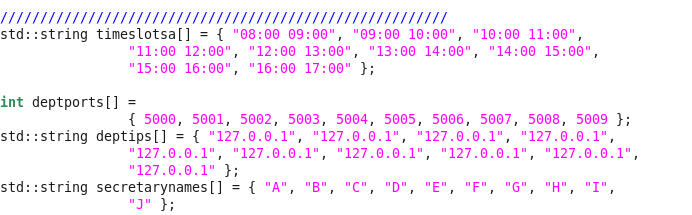 ////////////////////////////////////////////////////////
std::string timeslotsa[] = { "08:00 09:00", "09:00 10:00", "10:00 11:00",
"11:00 12:00", "12:00 13:00", "13:00 14:00", "14:00 15:00",
"15:00 16:00", "16:00 17:00" };
int deptports[] =
{ 5000, 5001, 5002, 5003, 5004, 5005, 5006, 5007, 5008, 5009 };
std::string deptips[] = { "127.0.0.1", "127.0.0.1", "127.0.0.1", "127.0.0.1",
"127.0.0.1", "127.0.0.1", "127.0.0.1", "127.0.0.1", "127.0.0.1",
"127.0.0.1" };
std::string secretarynames[] = { "A", "B", "C", "D", "E", "F", "G", "H", "I",
"J" };